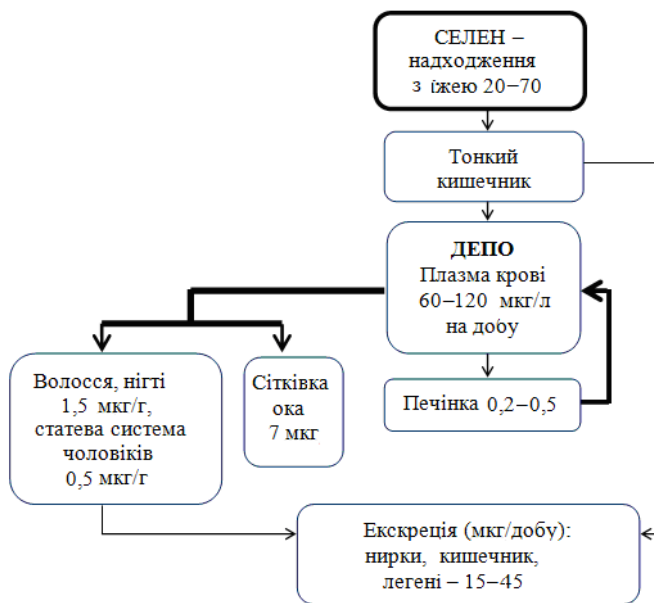 СЕЛЕН –
надходження
з їжею 20–70
Тонкий
кишечник
ДЕПО
Плазма крові
60–120 мкг/л
на добу
Волосся, нігті
1,5 мкг/г,
статева система
чоловіків
0,5 мкг/г
Сітківка
ока
7 мкг
Печінка 0,2–0,5
Екскреція (мкг/добу):
нирки, кишечник,
легені – 15–45